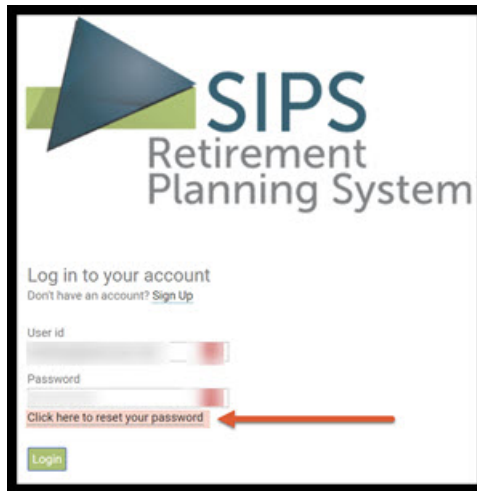 SIPS
Retirement
Planning System
Log in to your account
Don't have an account? Sign Up
User id
Password
Click here to reset your password
Login